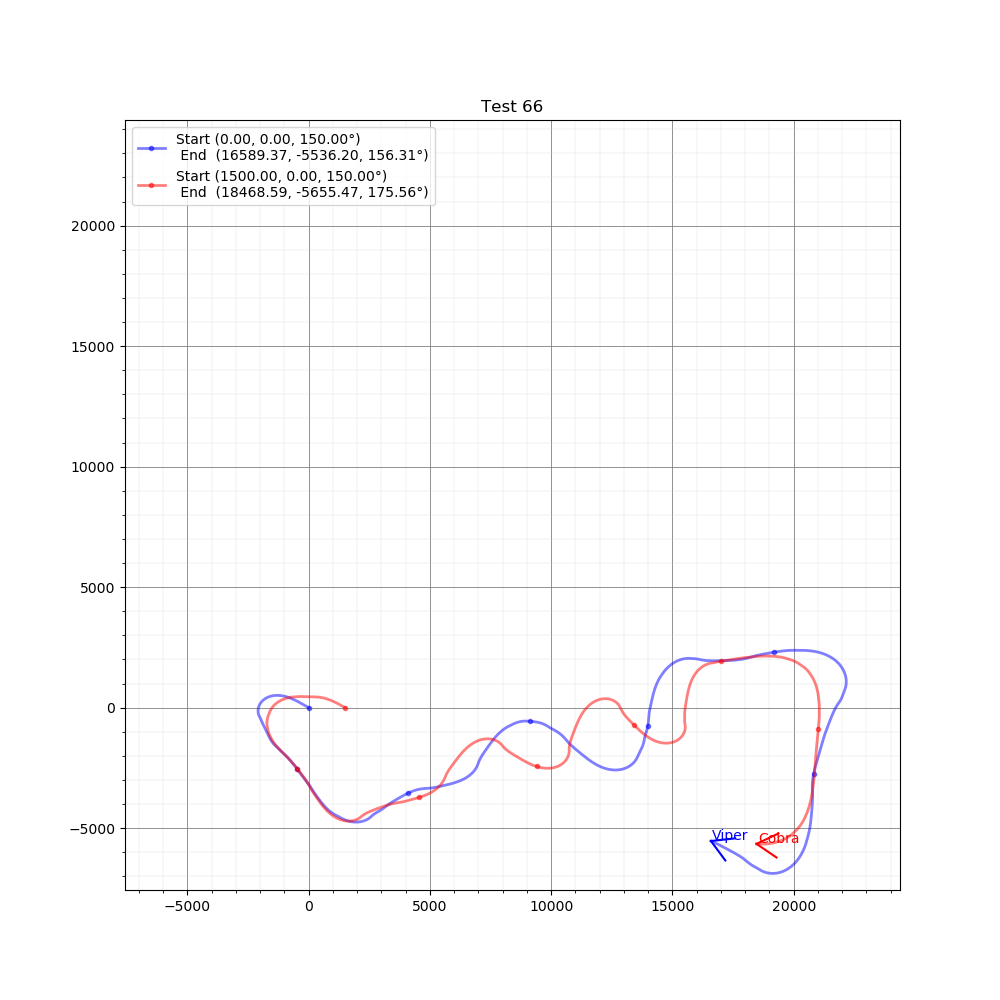 Test 66
Start (0.00, 0.00, 150.00°)
End (16589.37, -5536.20, 156.31°)
Start (1500.00, 0.00, 150.00°)
End (18468.59, -5655.47, 175.56°)
20000
15000
10000
5000
0
−5000
Viper
Cobra
−5000 0 5000 10000 15000 20000